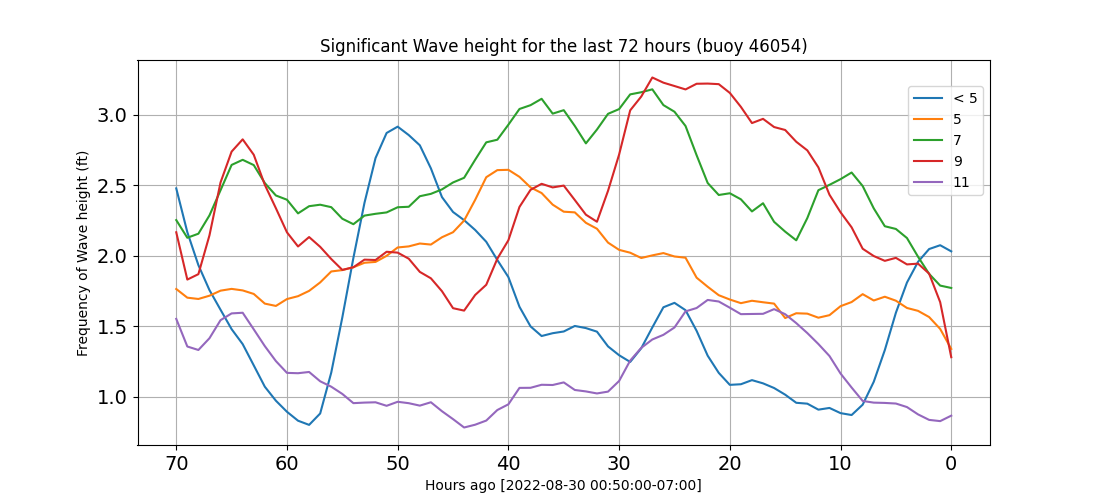 Significant Wave height for the last 72 hours (buoy 46054)
Frequency of Wave height (ft)
3.0
2.5
2.0
1.5
1.0
< 5
5
7
9
11
70 60 50 40 30 20 10 0
Hours ago [2022-08-30 00:50:00-07:00]